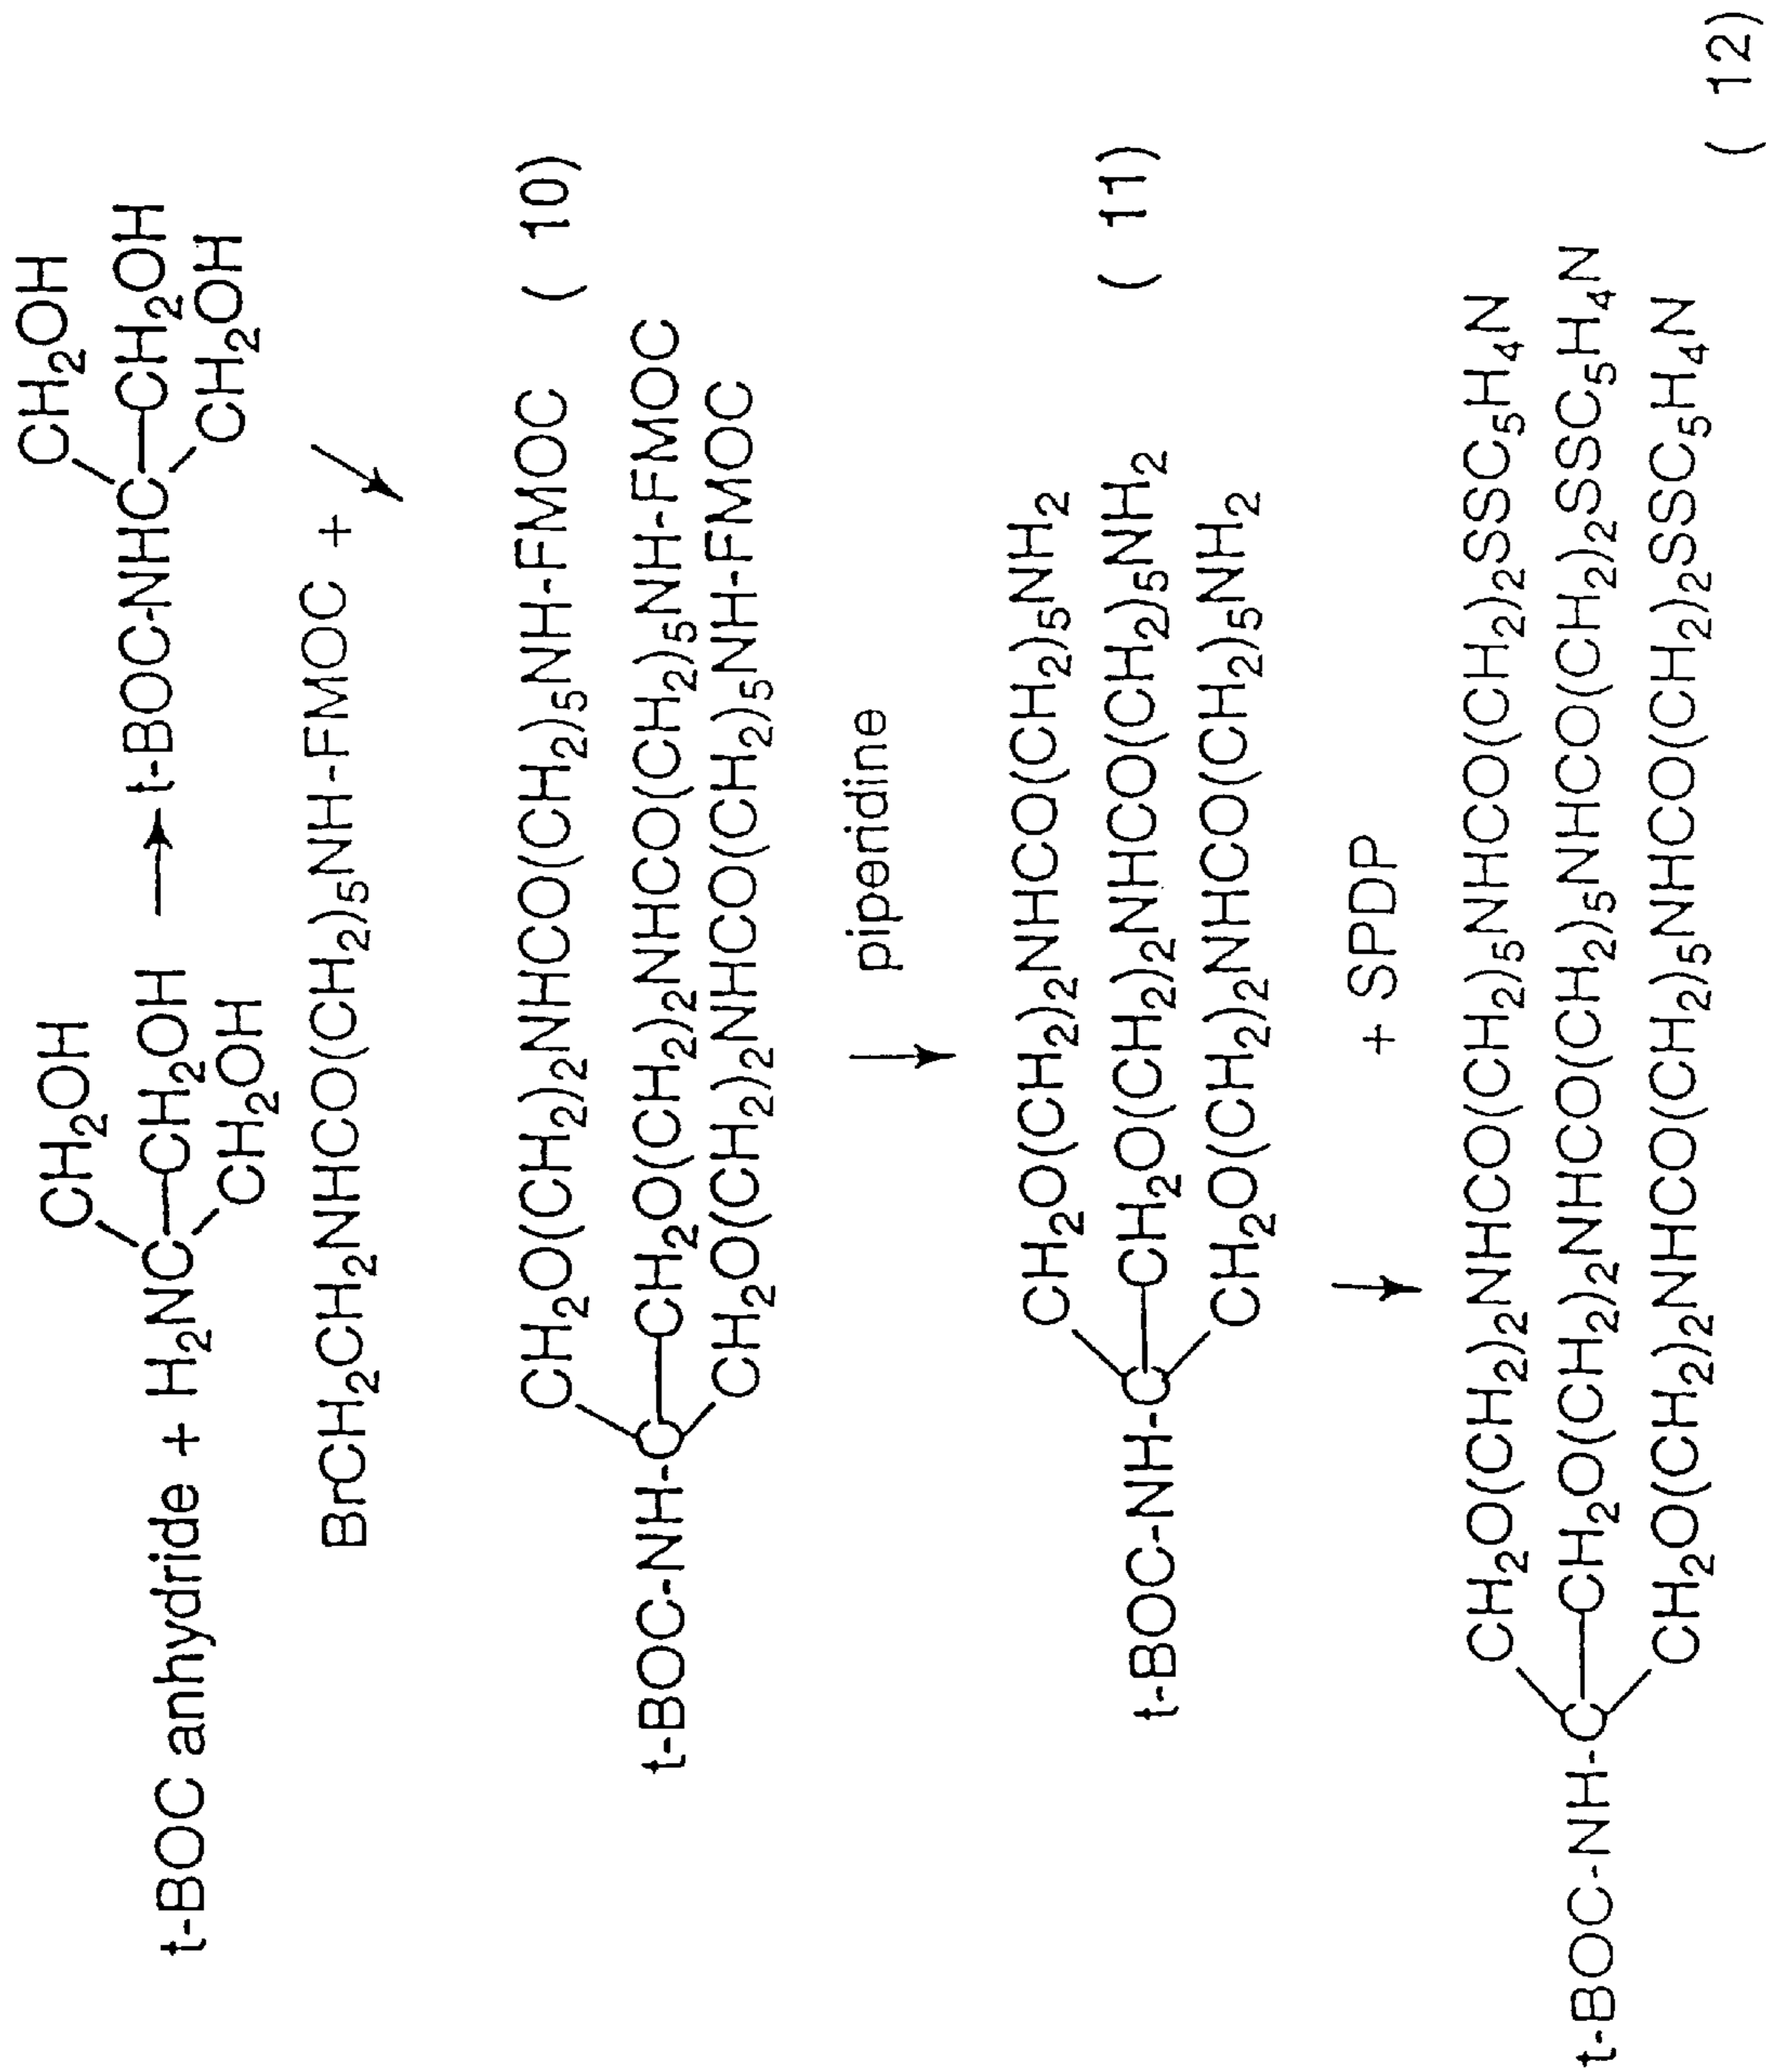 CH₂OH CH₂OH
t-BOC anhydride + H₂NC—CH₂OH → t-BOC-NHC—CH₂OH
CH₂OH CH₂OH
BrCH₂CH₂NHCO(CH₂)₅NH-FMOC +
CH₂O(CH₂)₂NHCO(CH₂)₅NH-FMOC ( 10)
t-BOC-NH-C—CH₂O(CH₂)₂NHCO(CH₂)₅NH-FMOC
CH₂O(CH₂)₂NHCO(CH₂)₅NH-FMOC
piperidine
CH₂O(CH₂)₂NHCO(CH₂)₅NH₂
t-BOC-NH-C—CH₂O(CH₂)₂NHCO(CH₂)₅NH₂ ( 11)
CH₂O(CH₂)₂NHCO(CH₂)₅NH₂
+ SPDP
CH₂O(CH₂)₂NHCO(CH₂)₅NHCO(CH₂)₂SSC₅H₄N
t-BOC-NH-C—CH₂O(CH₂)₂NHCO(CH₂)₅NHCO(CH₂)₂SSC₅H₄N
CH₂O(CH₂)₂NHCO(CH₂)₅NHCO(CH₂)₂SSC₅H₄N
( 12)